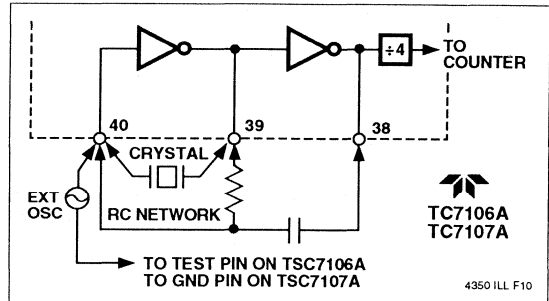 ÷4
TO
COUNTER
40
39
38
CRYSTAL
EXT
OSC
RC NETWORK
TC7106A
TC7107A
TO TEST PIN ON TSC7106A
TO GND PIN ON TSC7107A
4350 ILL F10